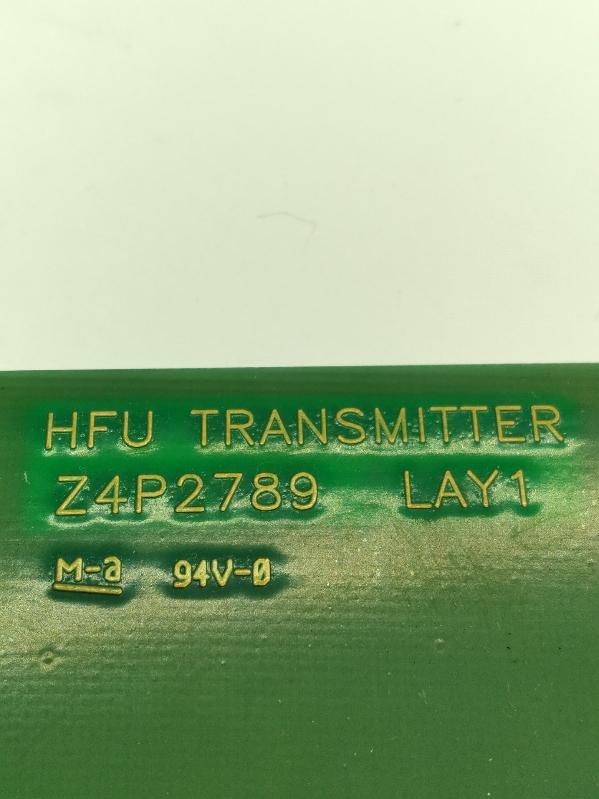 HFU TRANSMITTER
Z4P2789 LAY1
M-a 94V-0